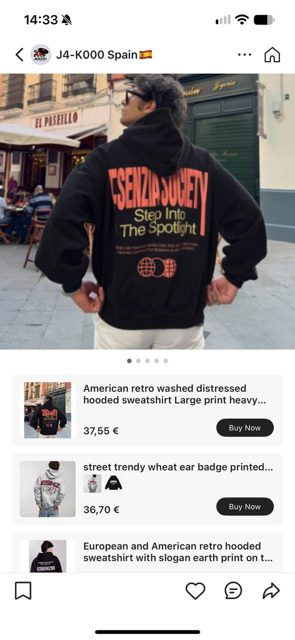 14:33
J4-K000 Spain🇪🇸
EL PASEILLO
ESENZIA SOCIETY
Step Into
The Spotlight
American retro washed distressed
hooded sweatshirt Large print heavy...
37,55 €
Buy Now
street trendy wheat ear badge printed...
36,70 €
Buy Now
European and American retro hooded
sweatshirt with slogan earth print on t...